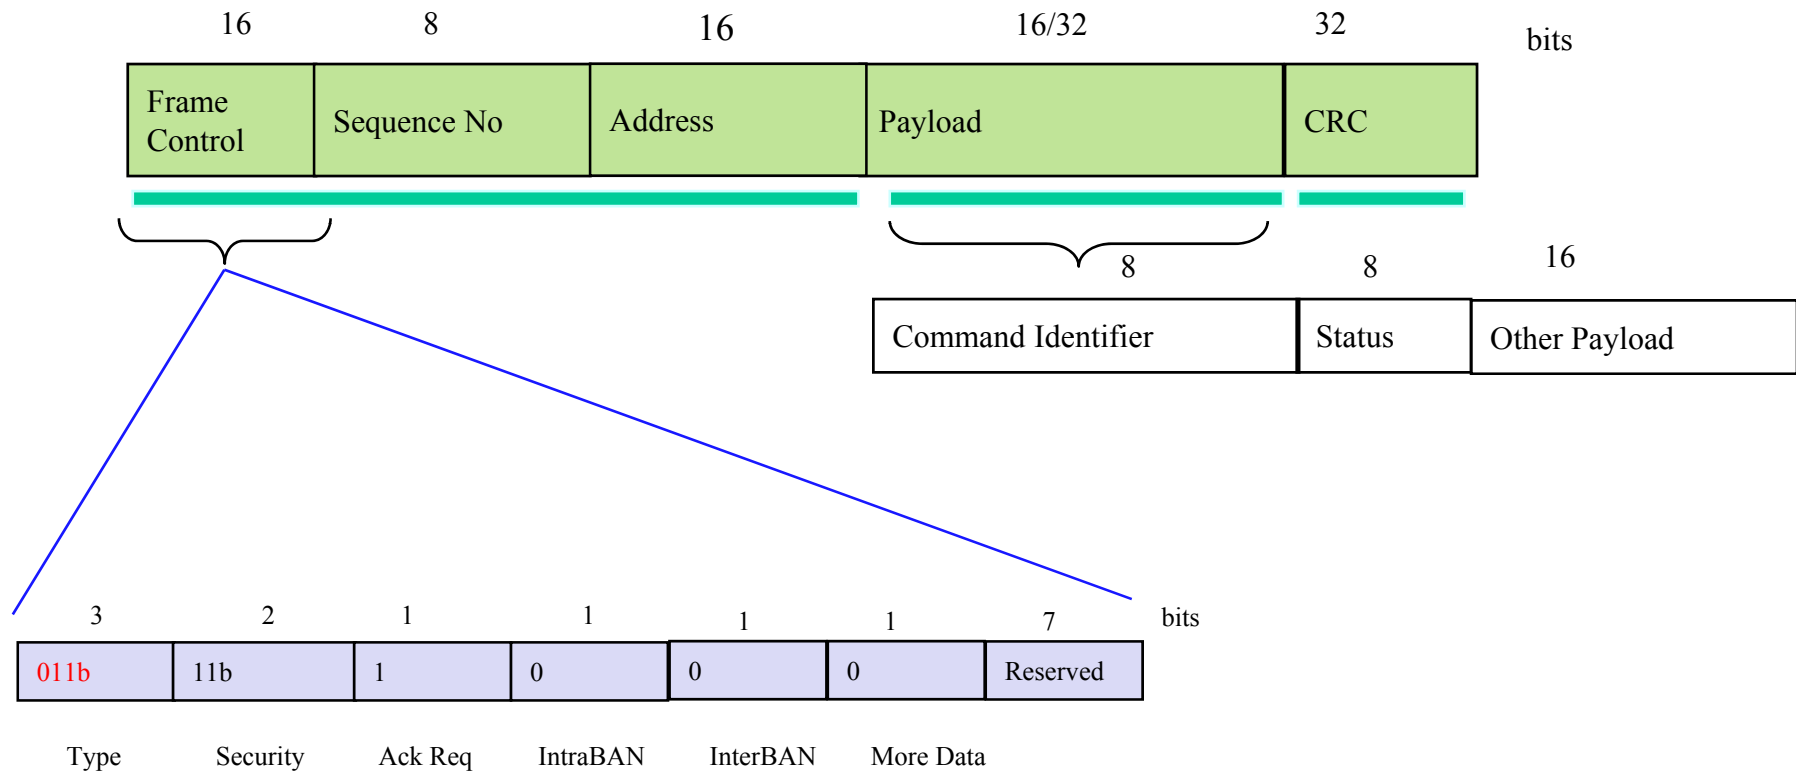 16 8 16 16/32 32 bits
Frame
Control
Sequence No
Address
Payload
CRC
8 8 16
Command Identifier Status Other Payload
3 2 1 1 1 1 7 bits
011b 11b 1 0 0 0 Reserved
Type Security Ack Req IntraBAN InterBAN More Data